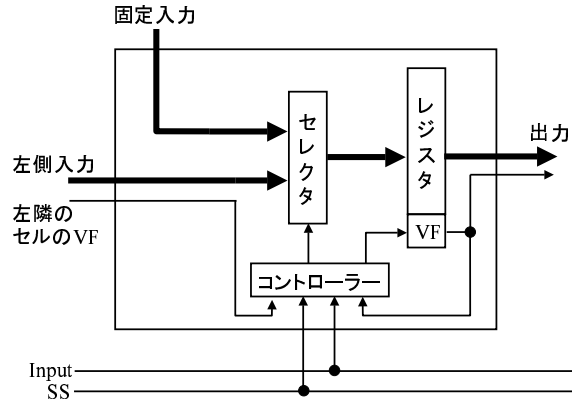 固定入力
セレクタ
レジスタ
出力
左側入力
左隣の
セルのVF
VF
コントローラー
Input
SS